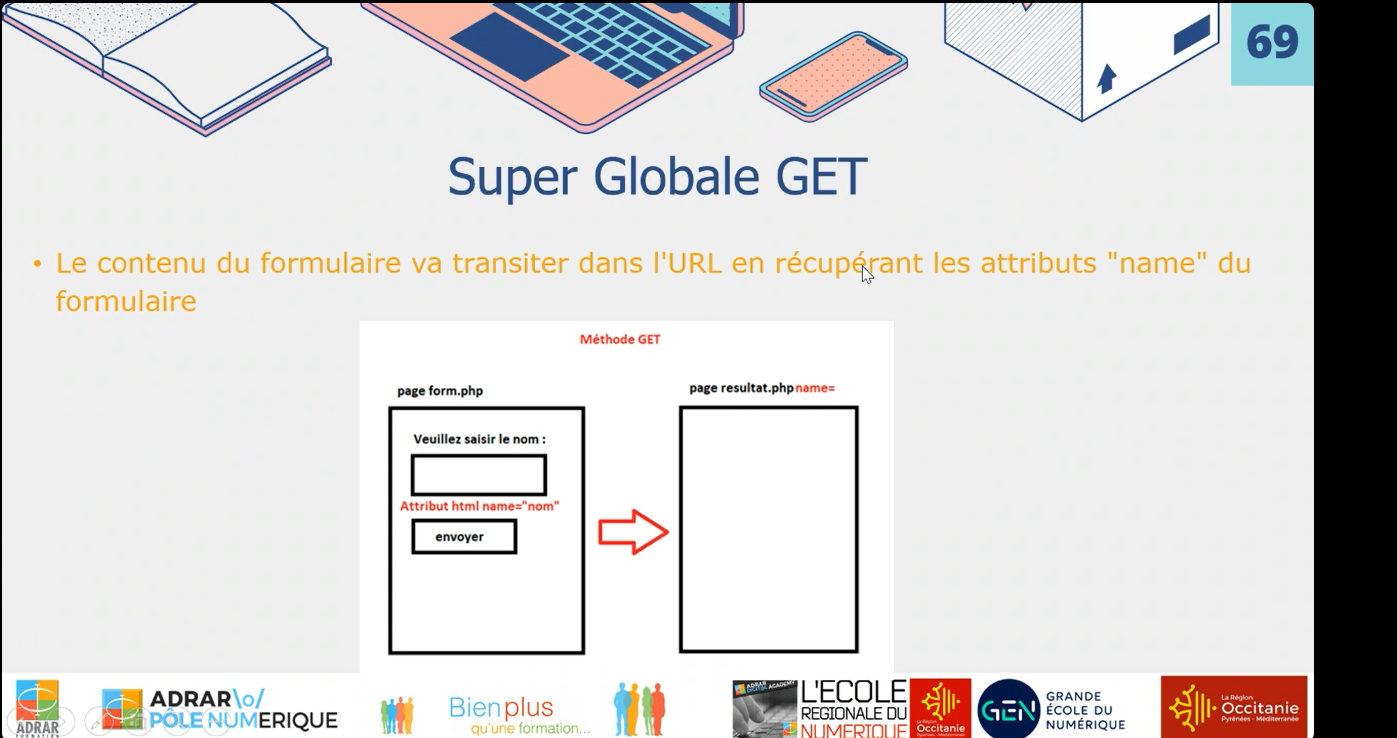 69
Super Globale GET
• Le contenu du formulaire va transiter dans l'URL en récupérant les attributs "name" du
formulaire
Méthode GET
page form.php
page resultat.php name=
Veuillez saisir le nom :
Attribut html name="nom"
envoyer
ADRAR
FORMATION
ADRAR\o/
PÔLE NUMERIQUE
Bien plus
qu'une formation...
ADRAR
DIGITAL ACADEMY
L'ECOLE
REGIONALE DU
NUMERIQUE
La Région
Occitanie
Pyrénées - Méditerranée
GEN
GRANDE
ÉCOLE DU
NUMÉRIQUE
La Région
Occitanie
Pyrénées - Méditerranée